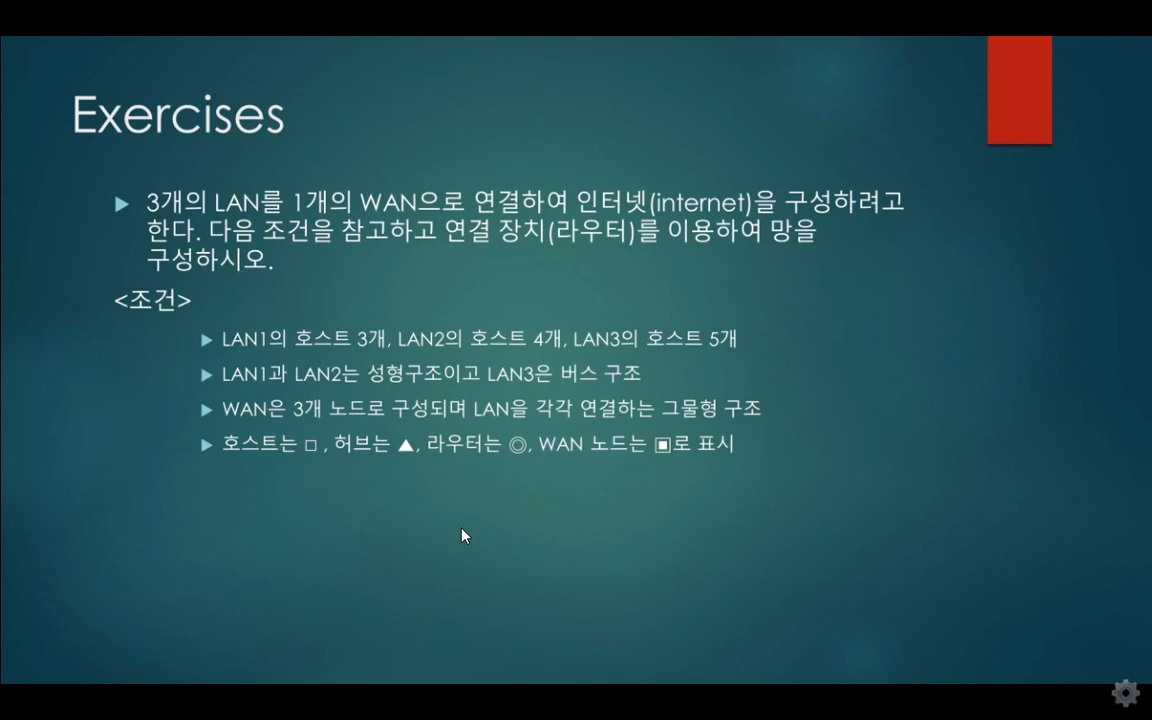 Exercises
▶ 3개의 LAN를 1개의 WAN으로 연결하여 인터넷(internet)을 구성하려고
한다. 다음 조건을 참고하고 연결 장치(라우터)를 이용하여 망을
구성하시오.
<조건>
▶ LAN1의 호스트 3개, LAN2의 호스트 4개, LAN3의 호스트 5개
▶ LAN1과 LAN2는 성형구조이고 LAN3은 버스 구조
▶ WAN은 3개 노드로 구성되며 LAN을 각각 연결하는 그물형 구조
▶ 호스트는 □ , 허브는 ▲, 라우터는 ◎, WAN 노드는 ▣로 표시